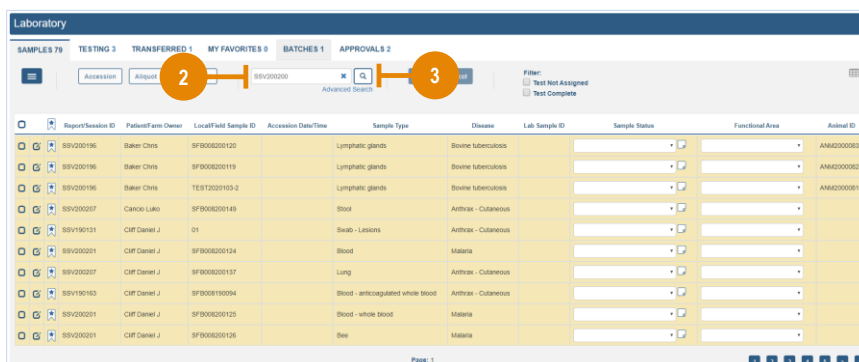 Laboratory
SAMPLES 79 TESTING 3 TRANSFERRED 1 MY FAVORITES 0 BATCHES 1 APPROVALS 2
Accession Aliquot 2 SSV200200 3
Advanced Search
Filter:
Test Not Assigned
Test Complete
Report/Session ID Patient/Farm Owner Local/Field Sample ID Accession Date/Time Sample Type Disease Lab Sample ID Sample Status Functional Area Animal ID
SSV200196 Baker Chris SFB008200120 Lymphatic glands Bovine tuberculosis ANM2000083
SSV200196 Baker Chris SFB008200119 Lymphatic glands Bovine tuberculosis ANM2000082
SSV200196 Baker Chris TEST2020103-2 Lymphatic glands Bovine tuberculosis ANM2000081
SSV200207 Cancio Luko SFB008200149 Stool Anthrax - Cutaneous
SSV190131 Cliff Daniel J 01 Swab - Lesions Anthrax - Cutaneous
SSV200201 Cliff Daniel J SFB008200124 Blood Malaria
SSV200207 Cliff Daniel J SFB008200137 Lung Anthrax - Cutaneous
SSV190163 Cliff Daniel J SFB008190094 Blood - anticoagulated whole blood Anthrax - Cutaneous
SSV200201 Cliff Daniel J SFB008200125 Blood - whole blood Malaria
SSV200201 Cliff Daniel J SFB008200126 Bee Malaria
Page: 1